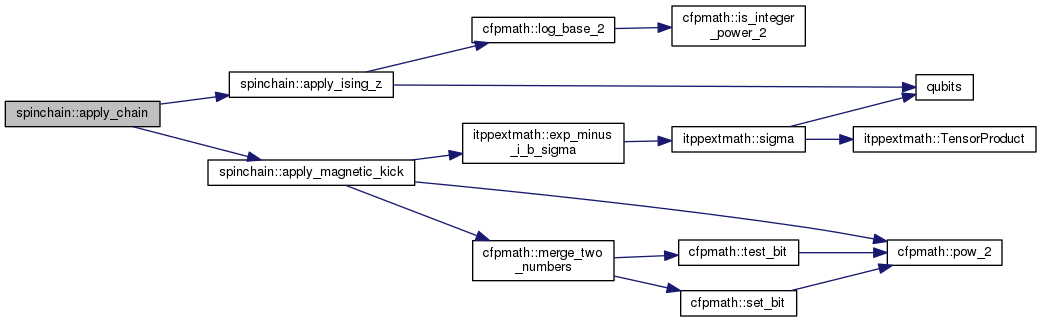 spinchain::apply_chain
spinchain::apply_ising_z
cfpmath::log_base_2
cfpmath::is_integer
_power_2
qubits
spinchain::apply_magnetic_kick
itppextmath::exp_minus
_i_b_sigma
itppextmath::sigma
itppextmath::TensorProduct
cfpmath::merge_two
_numbers
cfpmath::test_bit
cfpmath::set_bit
cfpmath::pow_2